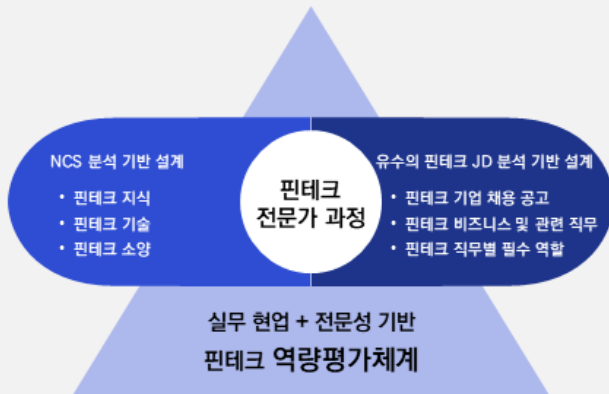 NCS 분석 기반 설계
• 핀테크 지식
• 핀테크 기술
• 핀테크 소양
핀테크
전문가 과정
유수의 핀테크 JD 분석 기반 설계
• 핀테크 기업 채용 공고
• 핀테크 비즈니스 및 관련 직무
• 핀테크 직무별 필수 역할
실무 현업 + 전문성 기반
핀테크 역량평가체계